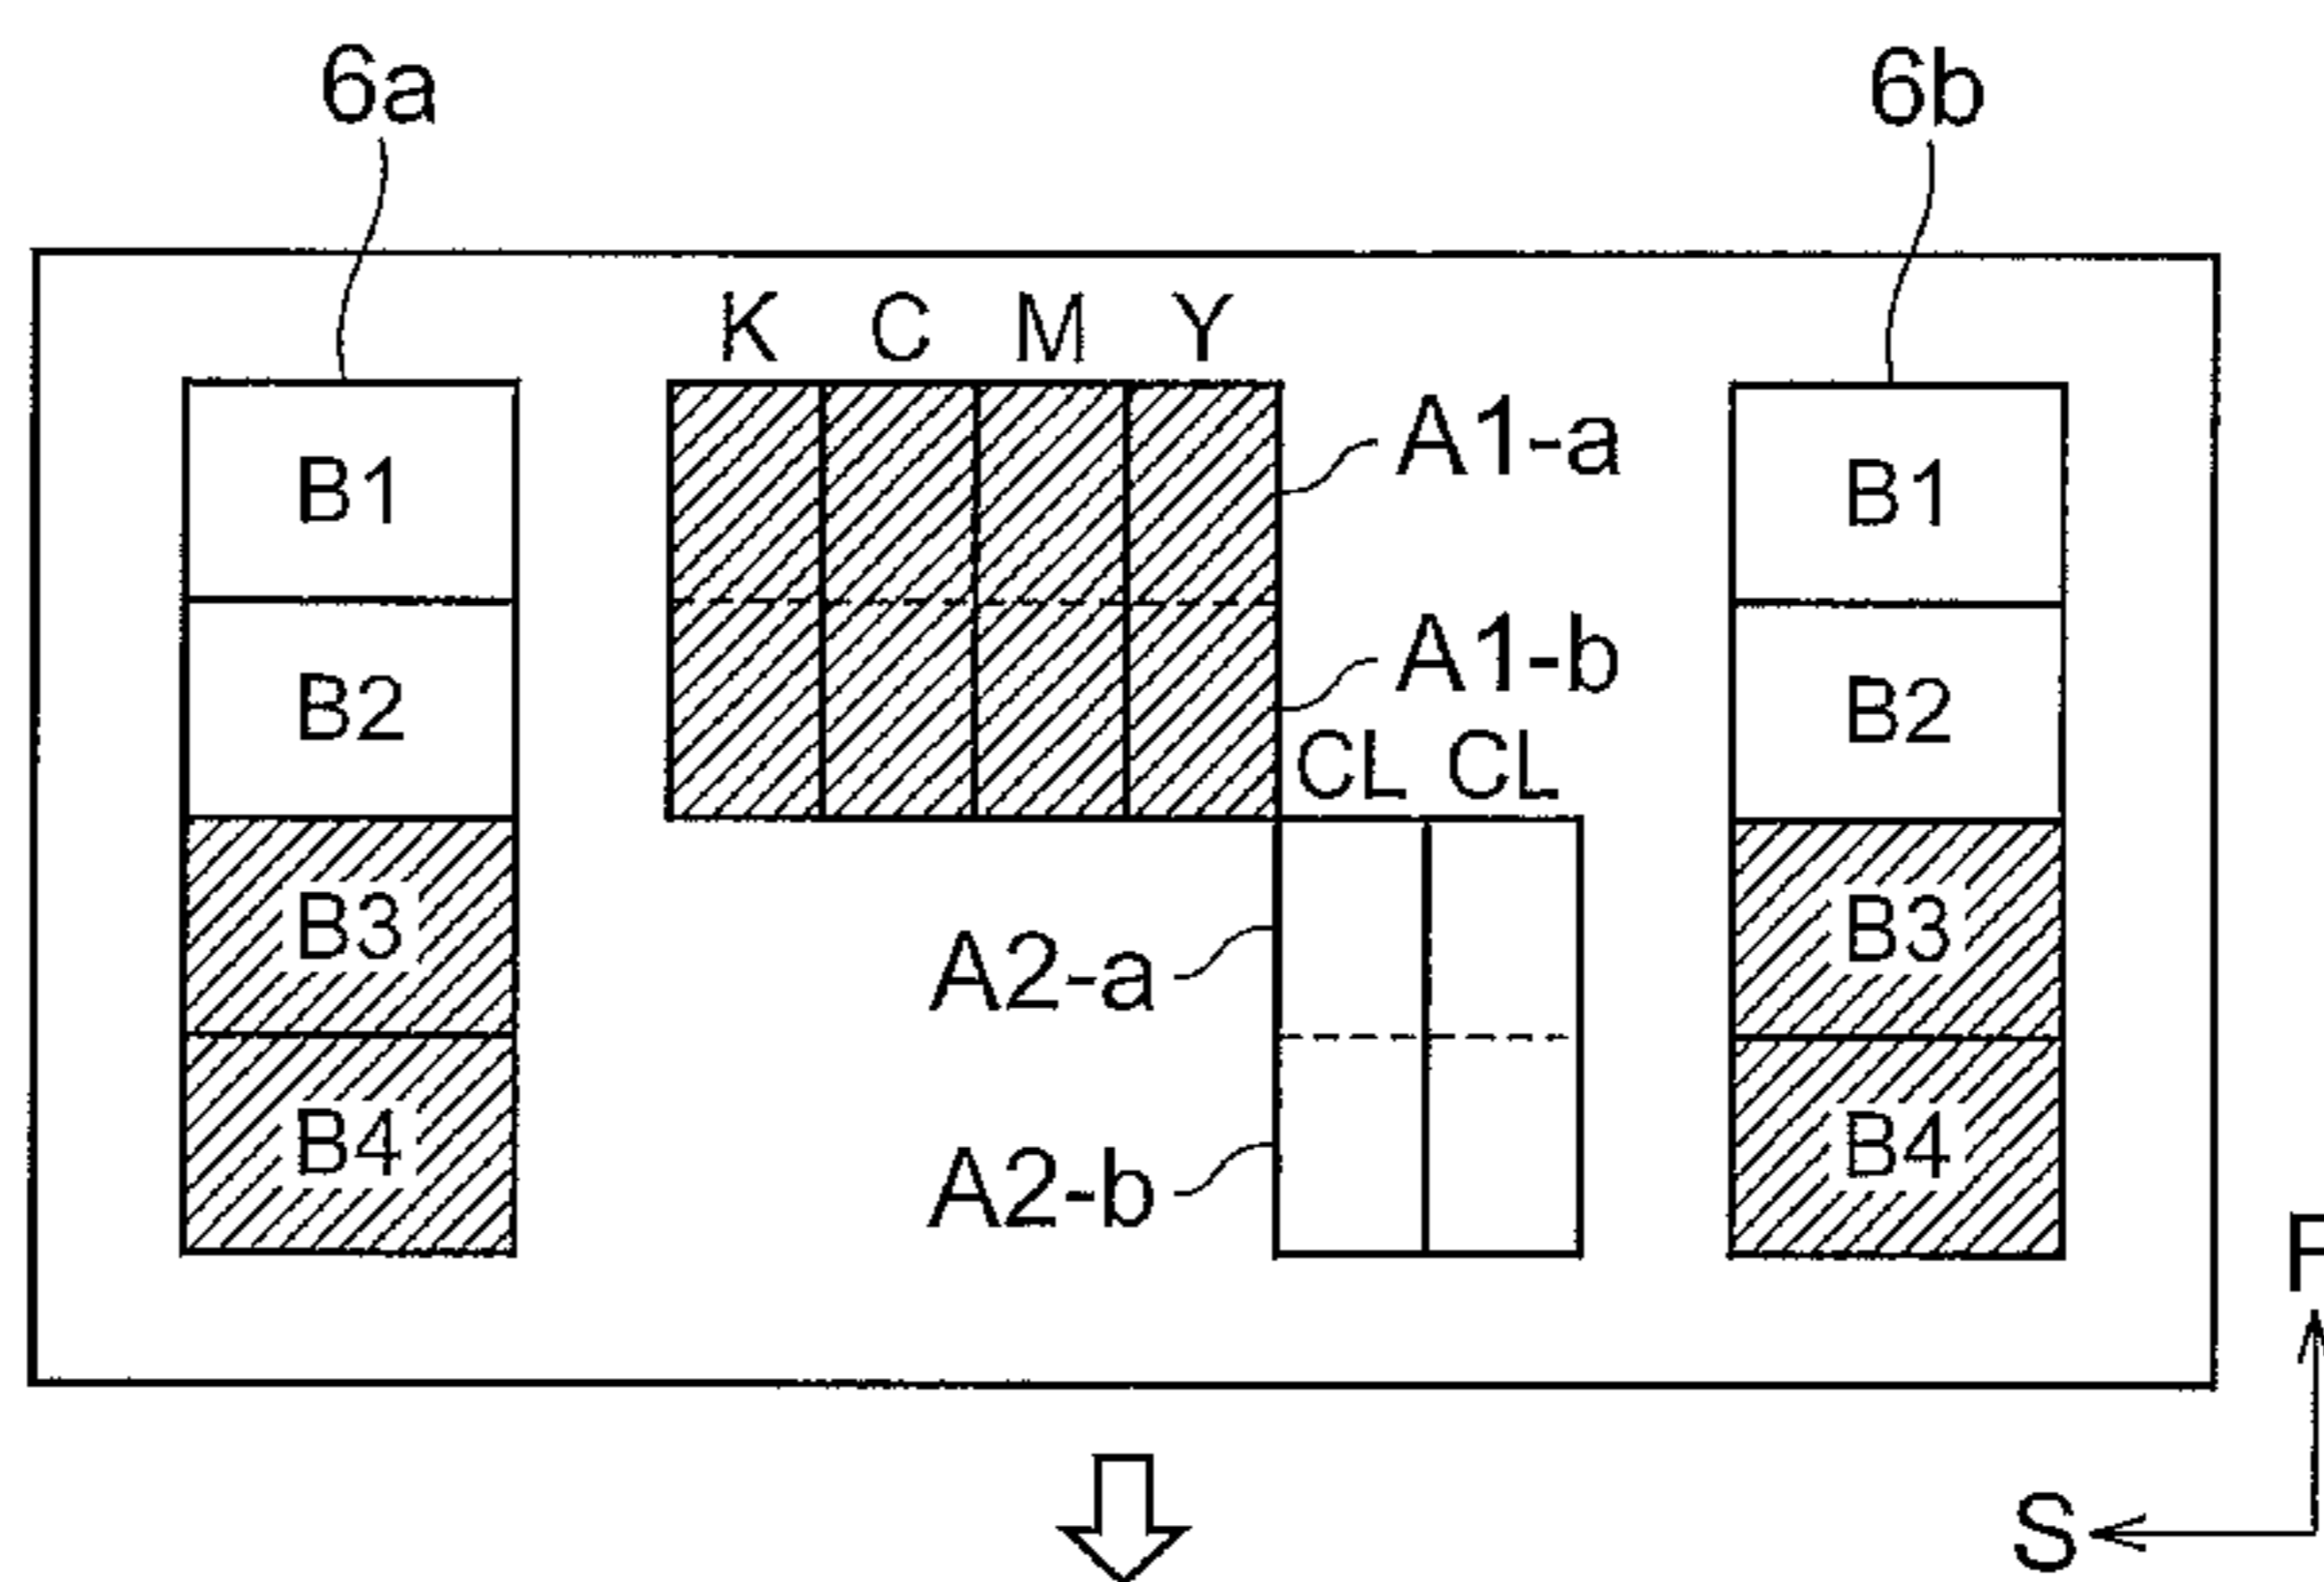 6a 6b
K C M Y
A1-a
B1 B1
A1-b
B2 B2
CL CL
B3 B3
A2-a
B4 B4
A2-b
S